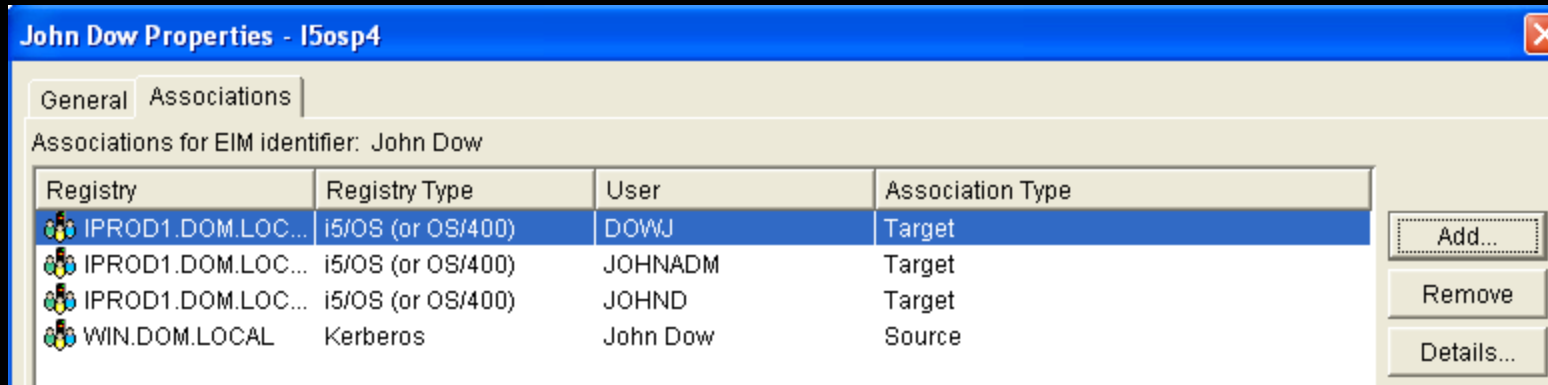 John Dow Properties - I5osp4
General Associations
Associations for EIM identifier: John Dow
Registry Registry Type User Association Type
IPROD1.DOM.LOC... i5/OS (or OS/400) DOWJ Target
Add...
IPROD1.DOM.LOC... i5/OS (or OS/400) JOHNADM Target
IPROD1.DOM.LOC... i5/OS (or OS/400) JOHND Target
Remove
WIN.DOM.LOCAL Kerberos John Dow Source
Details...